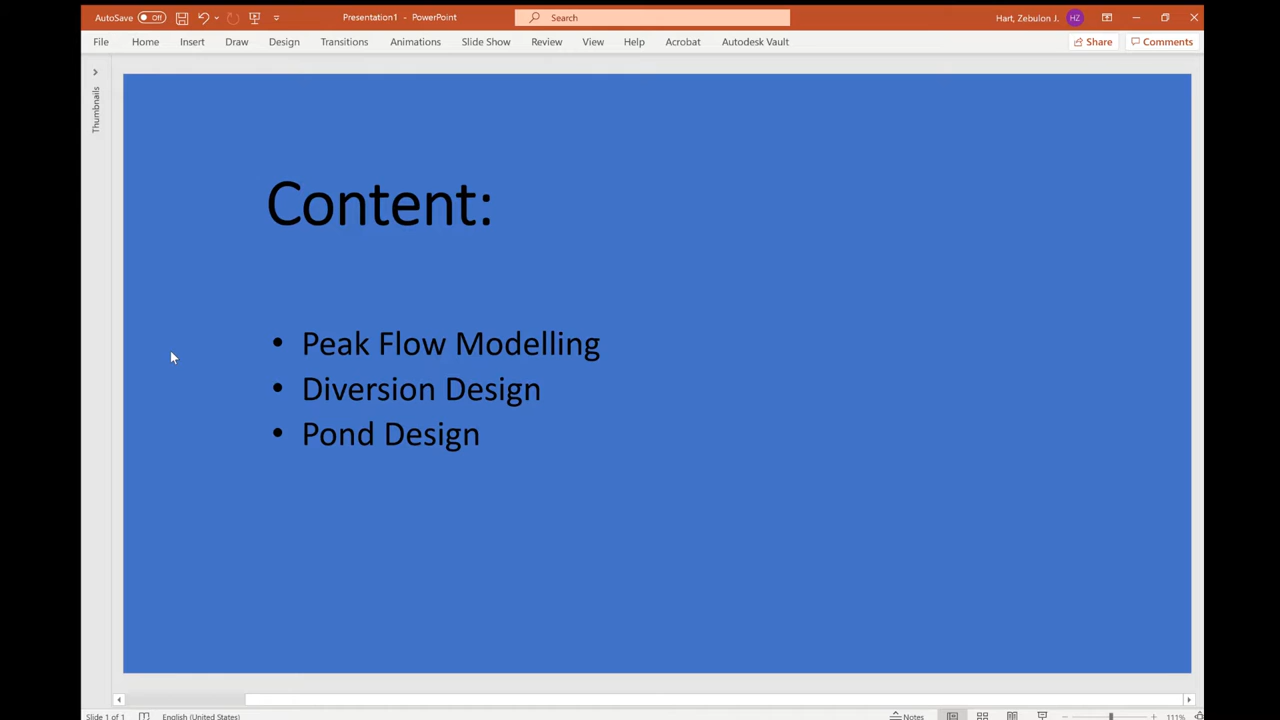 AutoSave Off Presentation1 - PowerPoint Search Hart, Zebulon J. HZ
File Home Insert Draw Design Transitions Animations Slide Show Review View Help Acrobat Autodesk Vault Share Comments
Thumbnails
Content:
• Peak Flow Modelling
• Diversion Design
• Pond Design
Slide 1 of 1 English (United States) Notes 111%